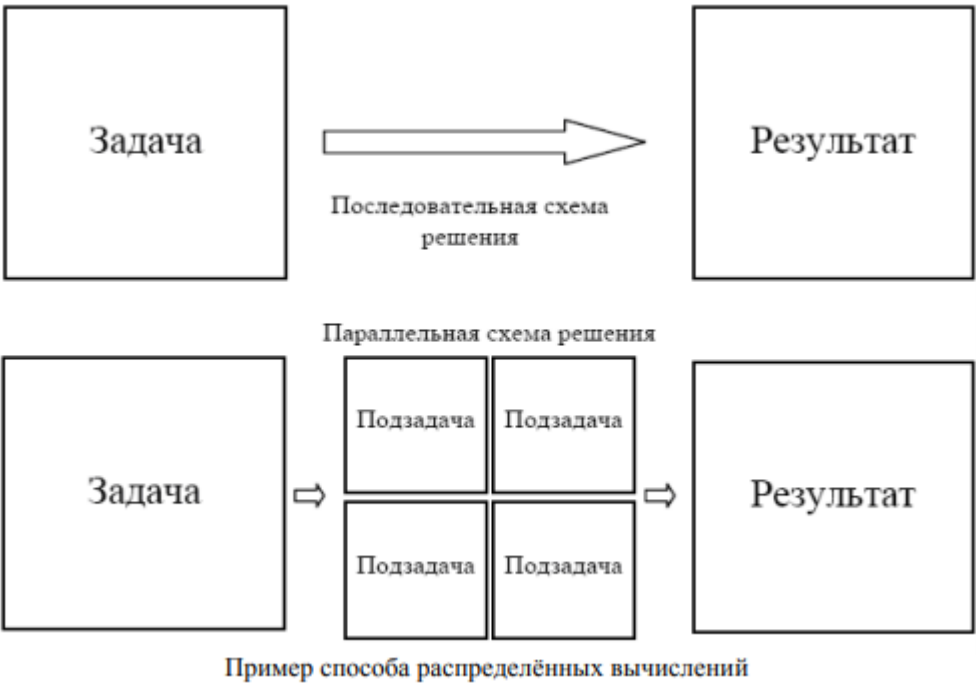 Задача
Результат
Последовательная схема
решения
Параллельная схема решения
Задача
Подзадача
Подзадача
Подзадача
Подзадача
Результат
Пример способа распределённых вычислений